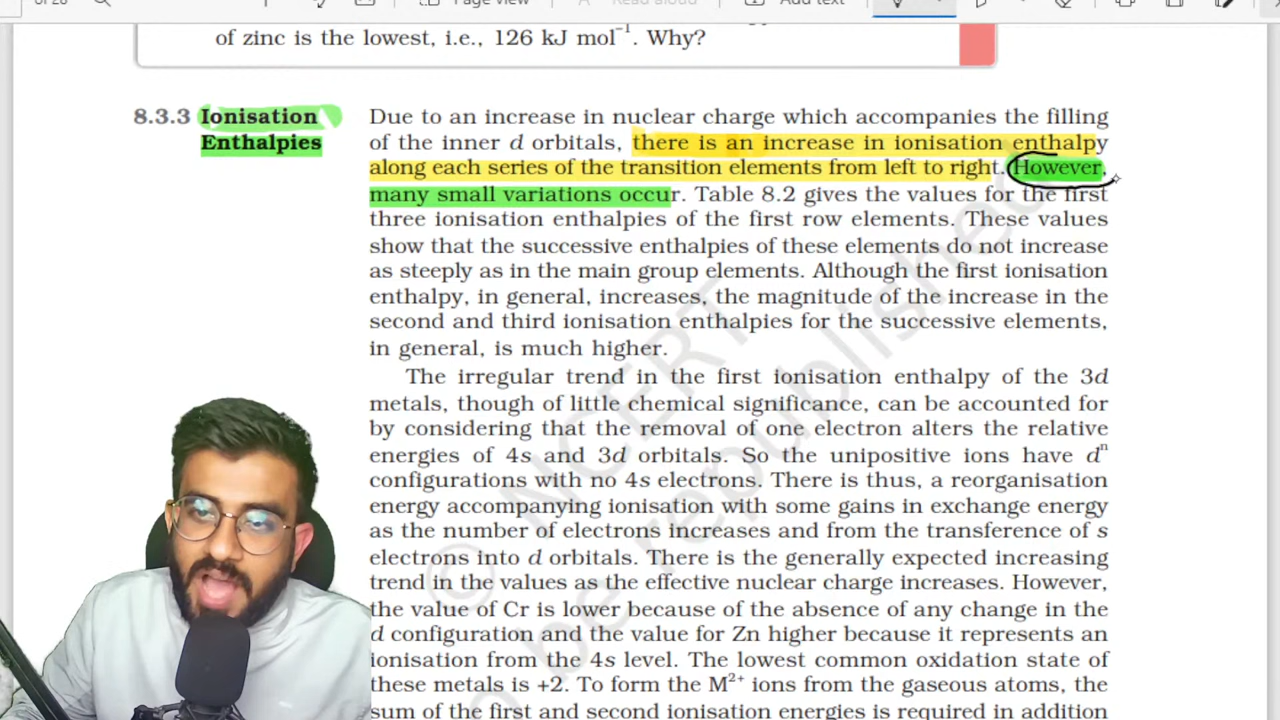 Page view
Read aloud
Add text
of zinc is the lowest, i.e., 126 kJ mol⁻¹. Why?
8.3.3 Ionisation
Enthalpies
Due to an increase in nuclear charge which accompanies the filling
of the inner d orbitals, there is an increase in ionisation enthalpy
along each series of the transition elements from left to right. However,
many small variations occur. Table 8.2 gives the values for the first
three ionisation enthalpies of the first row elements. These values
show that the successive enthalpies of these elements do not increase
as steeply as in the main group elements. Although the first ionisation
enthalpy, in general, increases, the magnitude of the increase in the
second and third ionisation enthalpies for the successive elements,
in general, is much higher.
The irregular trend in the first ionisation enthalpy of the 3d
metals, though of little chemical significance, can be accounted for
by considering that the removal of one electron alters the relative
energies of 4s and 3d orbitals. So the unipositive ions have dⁿ
configurations with no 4s electrons. There is thus, a reorganisation
energy accompanying ionisation with some gains in exchange energy
as the number of electrons increases and from the transference of s
electrons into d orbitals. There is the generally expected increasing
trend in the values as the effective nuclear charge increases. However,
the value of Cr is lower because of the absence of any change in the
d configuration and the value for Zn higher because it represents an
ionisation from the 4s level. The lowest common oxidation state of
these metals is +2. To form the M²⁺ ions from the gaseous atoms, the
sum of the first and second ionisation energies is required in addition
© NCERT
be republished